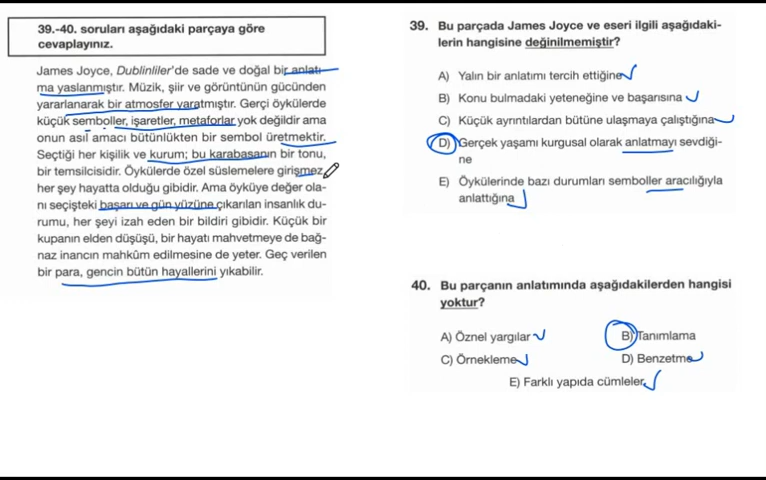 39.-40. soruları aşağıdaki parçaya göre
cevaplayınız.
James Joyce, Dublinliler'de sade ve doğal bir anlatı-
ma yaslanmıştır. Müzik, şiir ve görüntünün gücünden
yararlanarak bir atmosfer yaratmıştır. Gerçi öykülerde
küçük semboller, işaretler, metaforlar yok değildir ama
onun asıl amacı bütünlükten bir sembol üretmektir.
Seçtiği her kişilik ve kurum; bu karabasanın bir tonu,
bir temsilcisidir. Öykülerde özel süslemelere girişmez,
her şey hayatta olduğu gibidir. Ama öyküye değer ola-
nı seçişteki başarı ve gün yüzüne çıkarılan insanlık du-
rumu, her şeyi izah eden bir bildiri gibidir. Küçük bir
kupanın elden düşüşü, bir hayatı mahvetmeye de bağ-
naz inancın mahkûm edilmesine de yeter. Geç verilen
bir para, gencin bütün hayallerini yıkabilir.
39. Bu parçada James Joyce ve eseri ilgili aşağıdaki-
lerin hangisine değinilmemiştir?
A) Yalın bir anlatımı tercih ettiğine
B) Konu bulmadaki yeteneğine ve başarısına
C) Küçük ayrıntılardan bütüne ulaşmaya çalıştığına
D) Gerçek yaşamı kurgusal olarak anlatmayı sevdiği-
ne
E) Öykülerinde bazı durumları semboller aracılığıyla
anlattığına
40. Bu parçanın anlatımında aşağıdakilerden hangisi
yoktur?
A) Öznel yargılar B) Tanımlama
C) Örnekleme D) Benzetme
E) Farklı yapıda cümleler